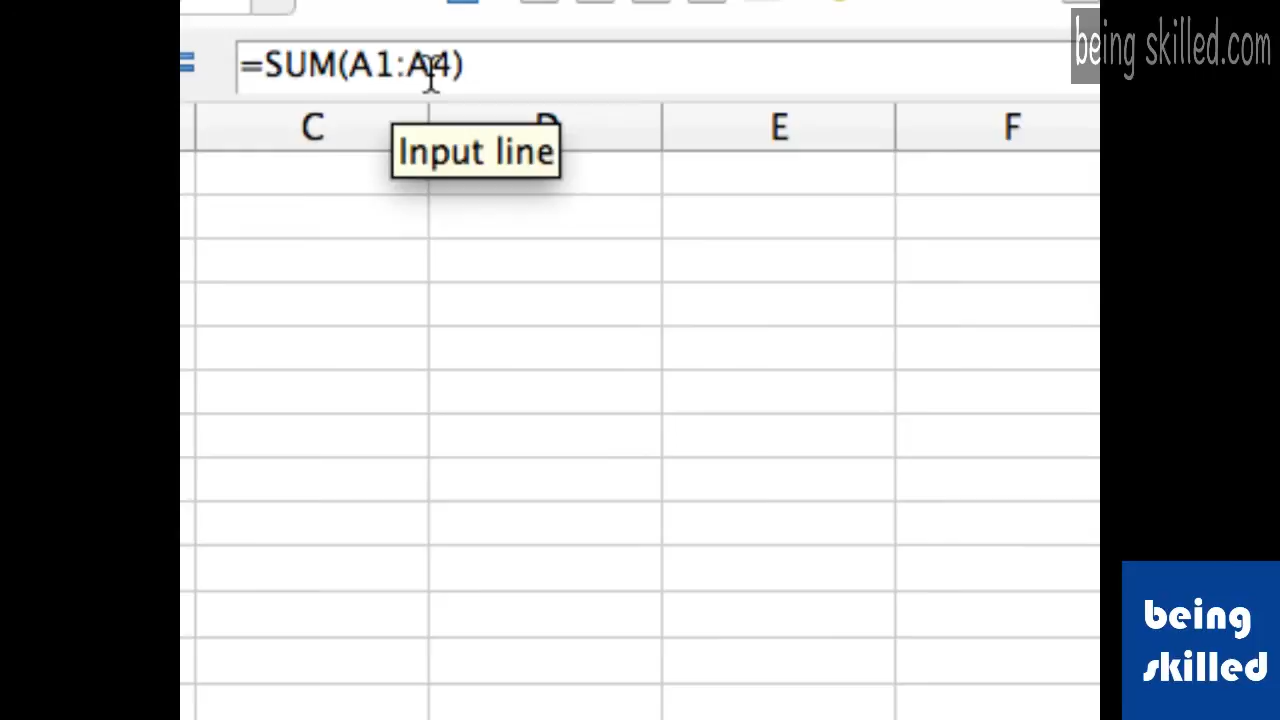 being skilled.com
=SUM(A1:A4)
C D E F
Input line
being
skilled